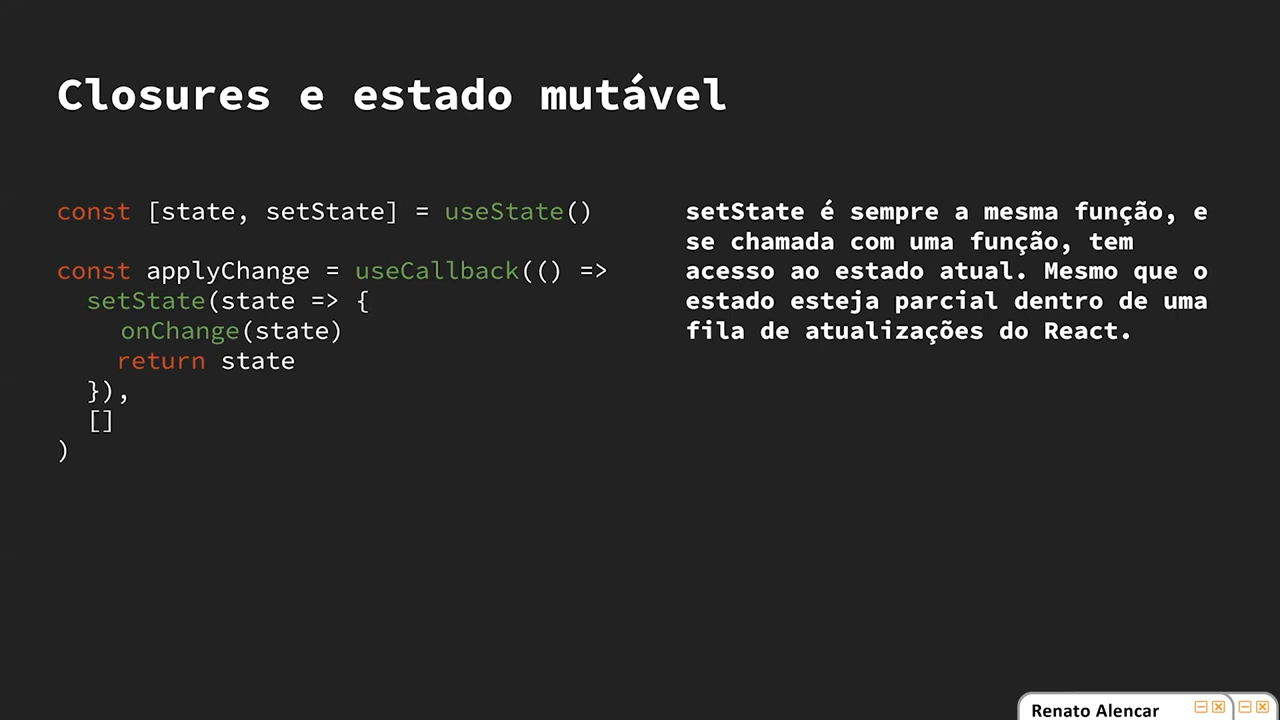 Closures e estado mutável
const [state, setState] = useState()
const applyChange = useCallback(() =>
setState(state => {
onChange(state)
return state
}),
[]
)
setState é sempre a mesma função, e
se chamada com uma função, tem
acesso ao estado atual. Mesmo que o
estado esteja parcial dentro de uma
fila de atualizações do React.
Renato Alencar